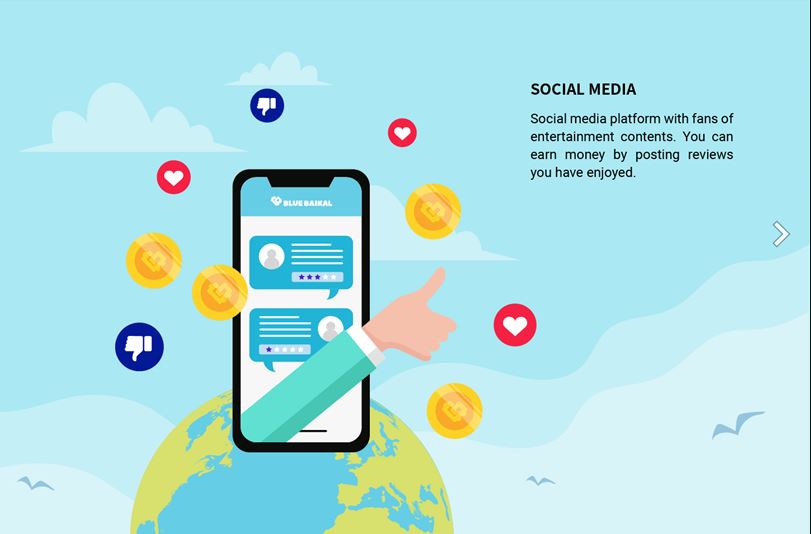 SOCIAL MEDIA
Social media platform with fans of
entertainment contents. You can
earn money by posting reviews
you have enjoyed.
BLUE BAIKAL